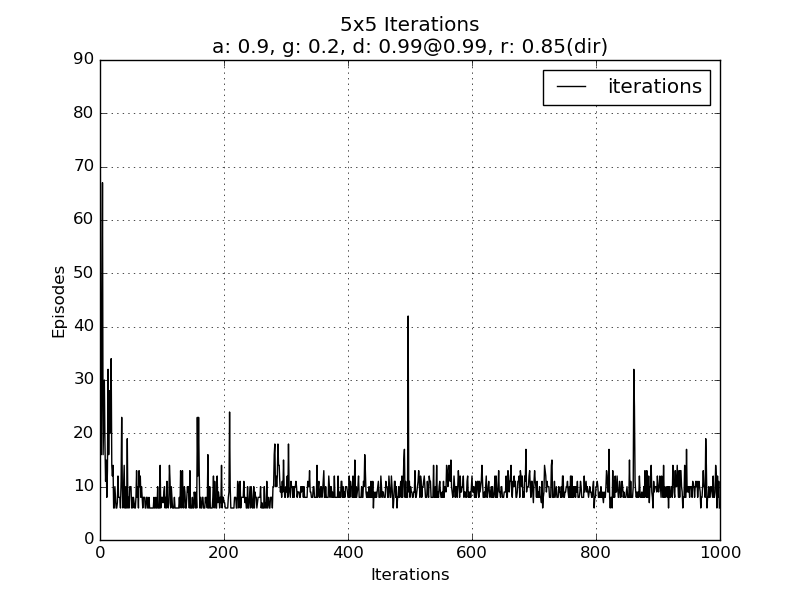 5x5 Iterations
a: 0.9, g: 0.2, d: 0.99@0.99, r: 0.85(dir)
iterations
90
80
70
60
50
40
30
20
10
0
Episodes
0 200 400 600 800 1000
Iterations